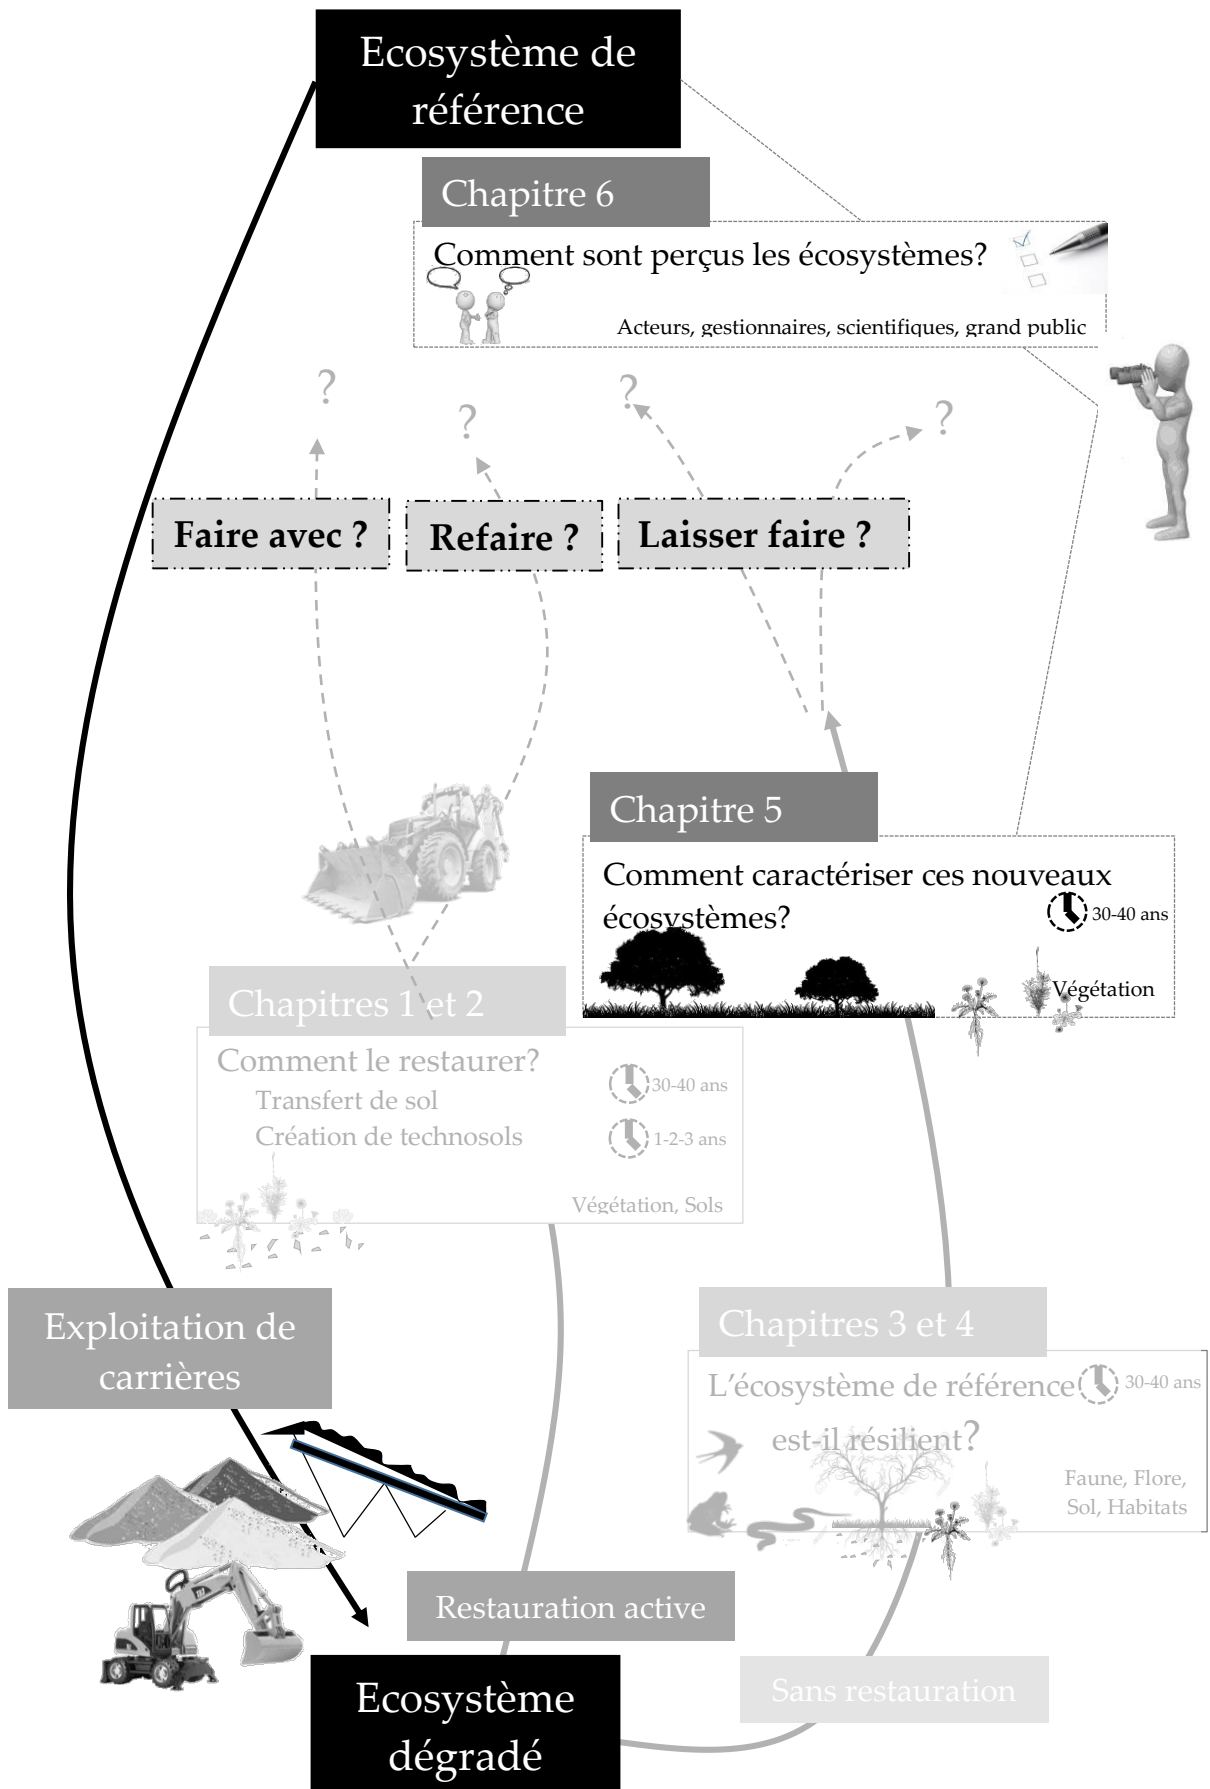 Ecosystème de
référence
Chapitre 6
Comment sont perçus les écosystèmes?
Acteurs, gestionnaires, scientifiques, grand public
?
?
?
?
Faire avec ?
Refaire ?
Laisser faire ?
Chapitre 5
Comment caractériser ces nouveaux
écosystèmes?
30-40 ans
Végétation
Chapitres 1 et 2
Comment le restaurer?
Transfert de sol
30-40 ans
Création de technosols
1-2-3 ans
Végétation, Sols
Exploitation de
carrières
Chapitres 3 et 4
L'écosystème de référence
30-40 ans
est-il résilient?
Faune, Flore,
Sol, Habitats
Restauration active
Sans restauration
Ecosystème
dégradé